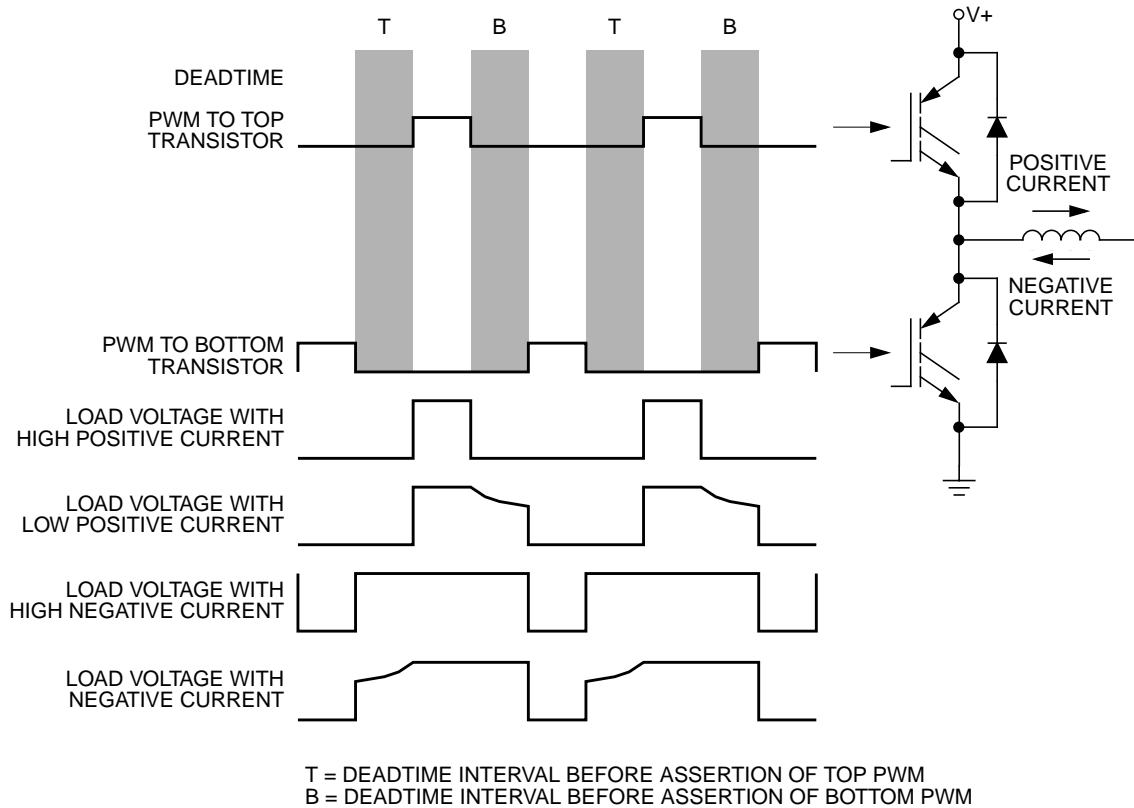 T
B
T
B
V+
DEADTIME
PWM TO TOP
TRANSISTOR
POSITIVE
CURRENT
NEGATIVE
CURRENT
PWM TO BOTTOM
TRANSISTOR
LOAD VOLTAGE WITH
HIGH POSITIVE CURRENT
LOAD VOLTAGE WITH
LOW POSITIVE CURRENT
LOAD VOLTAGE WITH
HIGH NEGATIVE CURRENT
LOAD VOLTAGE WITH
NEGATIVE CURRENT
T = DEADTIME INTERVAL BEFORE ASSERTION OF TOP PWM
B = DEADTIME INTERVAL BEFORE ASSERTION OF BOTTOM PWM